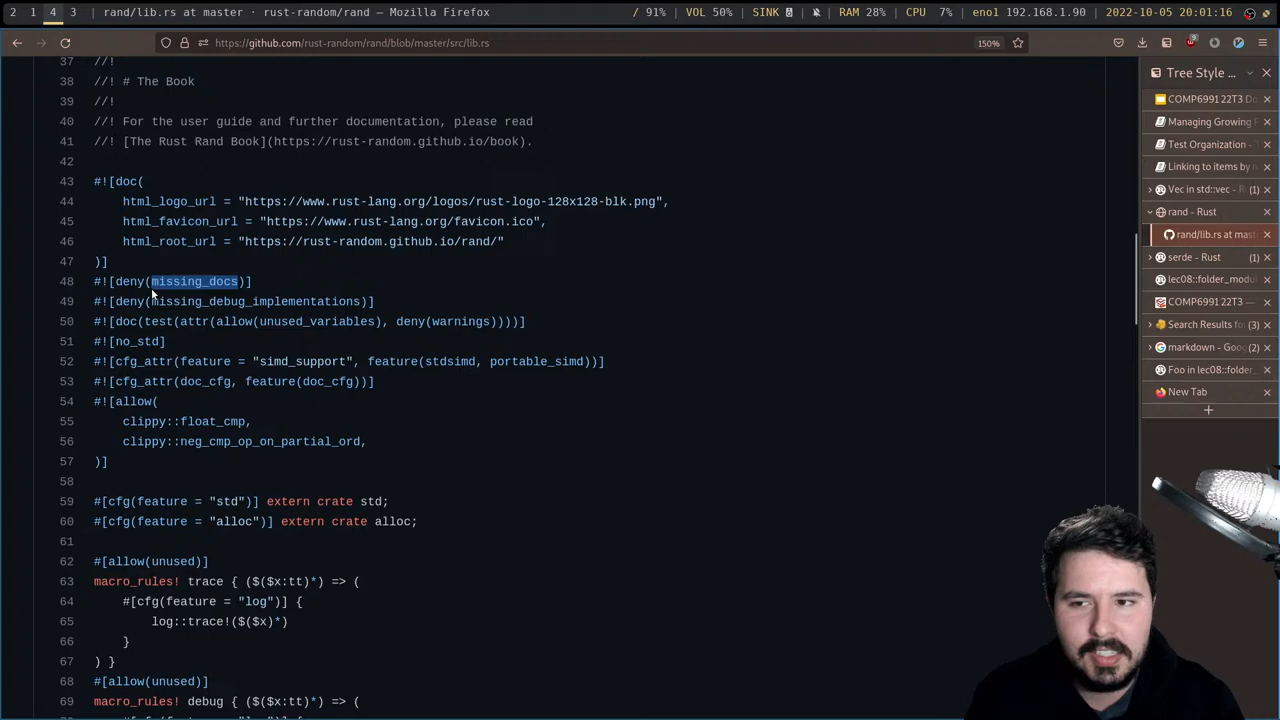 2 1 4 3 rand/lib.rs at master · rust-random/rand — Mozilla Firefox / 91% VOL 50% SINK RAM 28% CPU 7% eno1 192.168.1.90 2022-10-05 20:01:16
https://github.com/rust-random/rand/blob/master/src/lib.rs 150% 9
Tree Style ...
COMP6991 22T3 Do
Managing Growing P
Test Organization -
Linking to items by n
Vec in std::vec - R (1)
rand - Rust
rand/lib.rs at mast
serde - Rust (1)
lec08::folder_modu
COMP6991 22T3 —
Search Results fo (3)
markdown - Goog (2)
Foo in lec08::folder_
New Tab
+
37 //!
38 //! # The Book
39 //!
40 //! For the user guide and further documentation, please read
41 //! [The Rust Rand Book](https://rust-random.github.io/book).
42
43 #![doc(
44 html_logo_url = "https://www.rust-lang.org/logos/rust-logo-128x128-blk.png",
45 html_favicon_url = "https://www.rust-lang.org/favicon.ico",
46 html_root_url = "https://rust-random.github.io/rand/"
47 )]
48 #![deny(missing_docs)]
49 #![deny(missing_debug_implementations)]
50 #![doc(test(attr(allow(unused_variables), deny(warnings))))]
51 #![no_std]
52 #![cfg_attr(feature = "simd_support", feature(stdsimd, portable_simd))]
53 #![cfg_attr(doc_cfg, feature(doc_cfg))]
54 #![allow(
55 clippy::float_cmp,
56 clippy::neg_cmp_op_on_partial_ord,
57 )]
58
59 #[cfg(feature = "std")] extern crate std;
60 #[cfg(feature = "alloc")] extern crate alloc;
61
62 #[allow(unused)]
63 macro_rules! trace { ($($x:tt)*) => (
64 #[cfg(feature = "log")] {
65 log::trace!($($x)*)
66 }
67 ) }
68 #[allow(unused)]
69 macro_rules! debug { ($($x:tt)*) => (